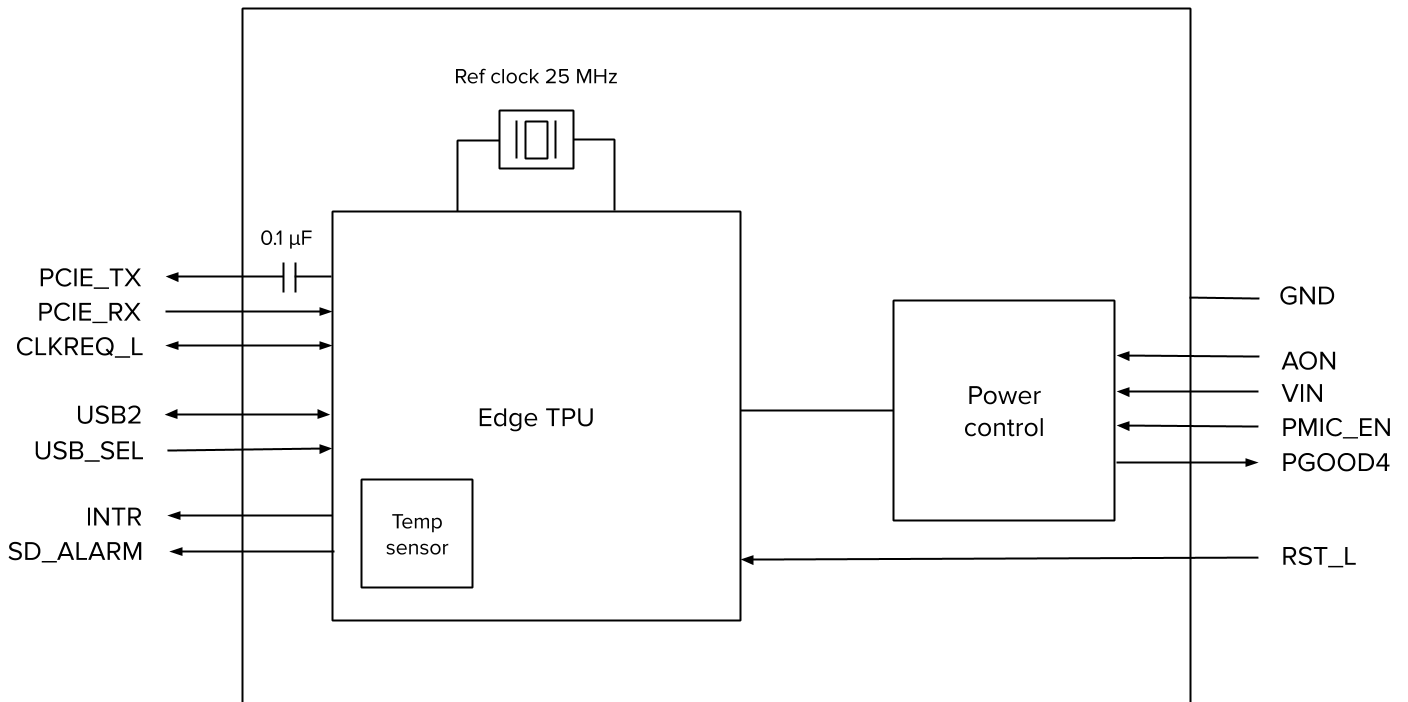 Ref clock 25 MHz
0.1 µF
PCIE_TX
PCIE_RX
CLKREQ_L
USB2
USB_SEL
INTR
SD_ALARM
Edge TPU
Temp
sensor
Power
control
GND
AON
VIN
PMIC_EN
PGOOD4
RST_L